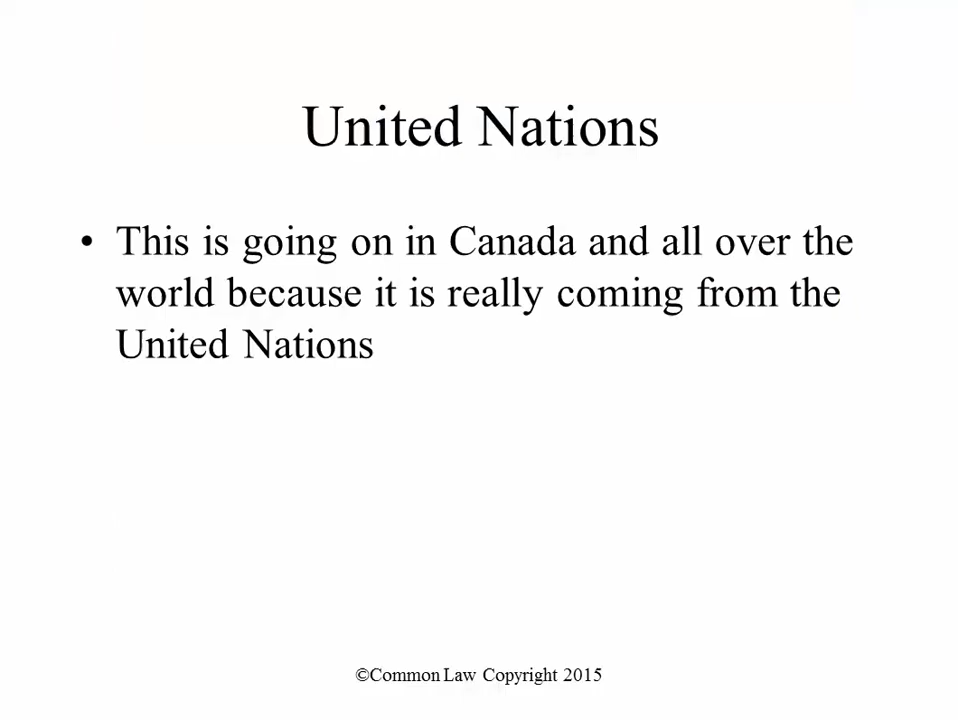 United Nations
• This is going on in Canada and all over the
world because it is really coming from the
United Nations
©Common Law Copyright 2015